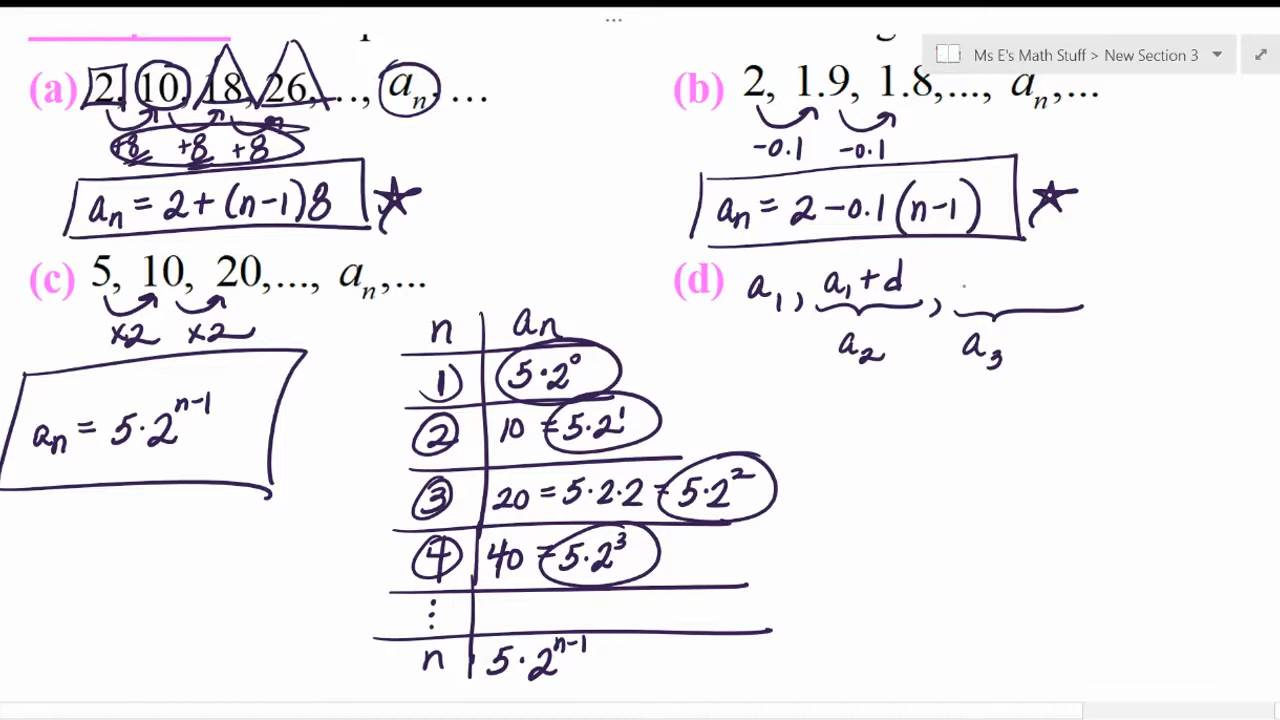 ...
Ms E's Math Stuff > New Section 3
(a) 2, 10, 18, 26, ..., aₙ, ...
+8 +8 +8
aₙ = 2 + (n-1)8
(b) 2, 1.9, 1.8,..., aₙ,...
-0.1 -0.1
aₙ = 2 - 0.1(n-1)
(c) 5, 10, 20,..., aₙ,...
×2 ×2
aₙ = 5·2ⁿ⁻¹
n aₙ
1 5·2⁰
2 10 = 5·2¹
3 20 = 5·2·2 = 5·2²
4 40 = 5·2³
⋮
n 5·2ⁿ⁻¹
(d) a₁, a₁+d,
a₂ a₃